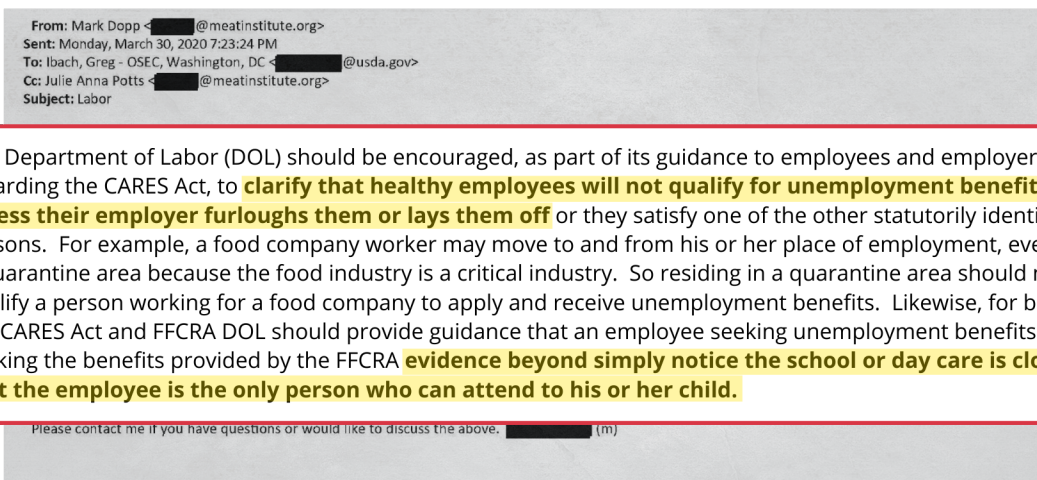 From: Mark Dopp < @meatinstitute.org>
Sent: Monday, March 30, 2020 7:23:24 PM
To: Ibach, Greg - OSEC, Washington, DC < @usda.gov>
Cc: Julie Anna Potts < @meatinstitute.org>
Subject: Labor
Department of Labor (DOL) should be encouraged, as part of its guidance to employees and employer
arding the CARES Act, to clarify that healthy employees will not qualify for unemployment benefit
ess their employer furloughs them or lays them off or they satisfy one of the other statutorily identi
sons. For example, a food company worker may move to and from his or her place of employment, eve
uarantine area because the food industry is a critical industry. So residing in a quarantine area should
lify a person working for a food company to apply and receive unemployment benefits. Likewise, for b
CARES Act and FFCRA DOL should provide guidance that an employee seeking unemployment benefits
king the benefits provided by the FFCRA evidence beyond simply notice the school or day care is clo
t the employee is the only person who can attend to his or her child.
Please contact me if you have questions or would like to discuss the above. (m)